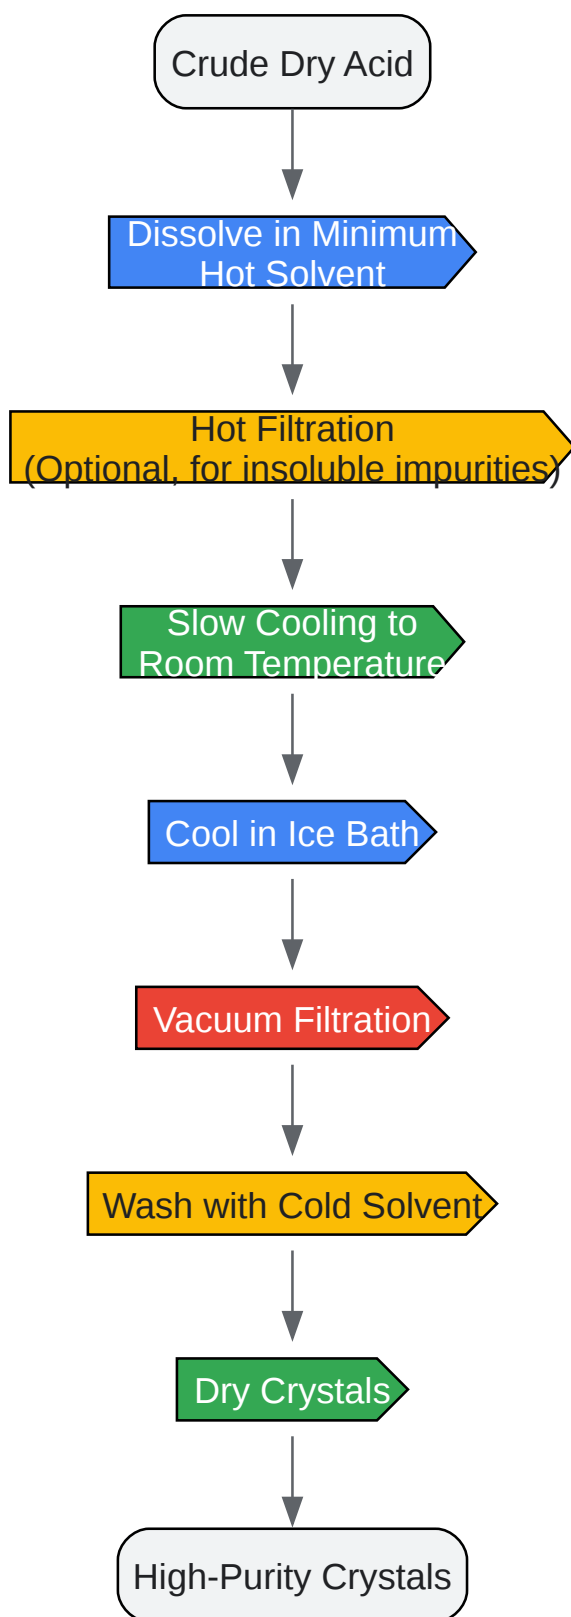 Crude Dry Acid
Dissolve in Minimum
Hot Solvent
Hot Filtration
(Optional, for insoluble impurities)
Slow Cooling to
Room Temperature
Cool in Ice Bath
Vacuum Filtration
Wash with Cold Solvent
Dry Crystals
High-Purity Crystals